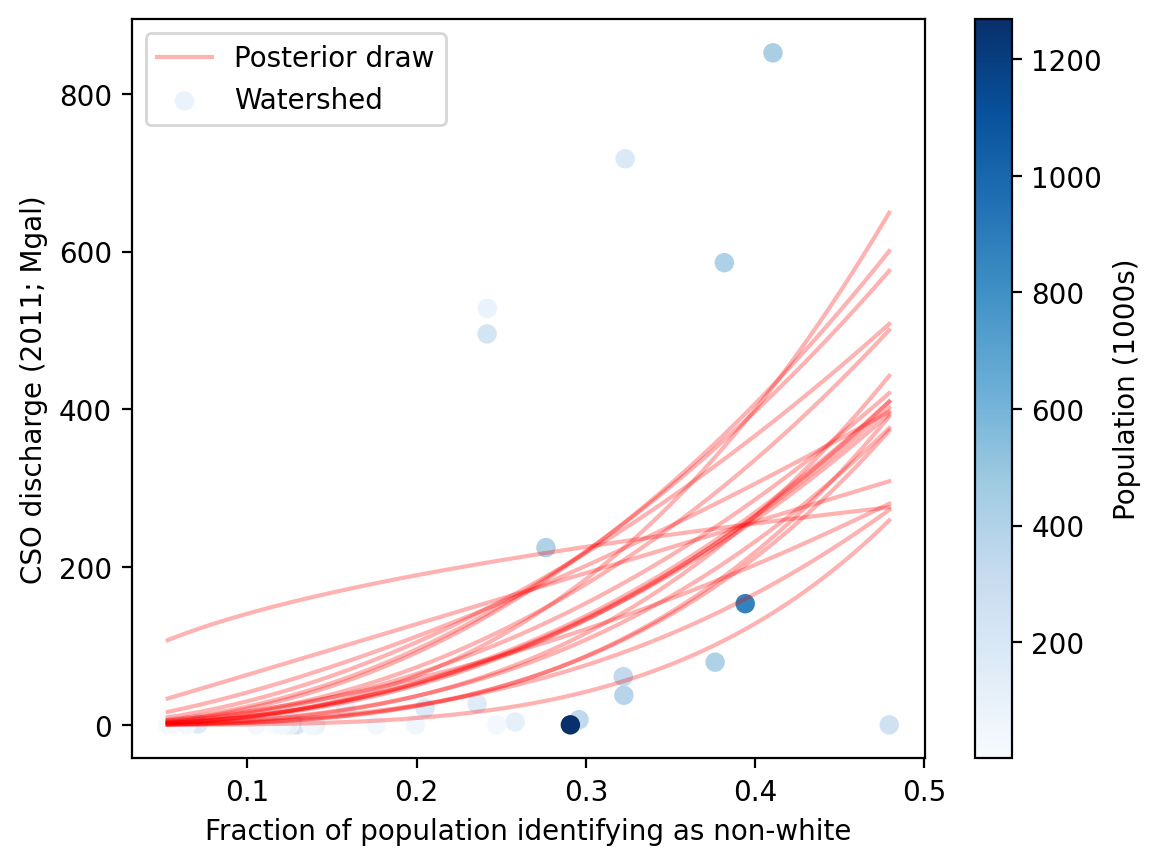 Posterior draw
Watershed
CSO discharge (2011; Mgal)
800
600
400
200
0
0.1 0.2 0.3 0.4 0.5
Fraction of population identifying as non-white
1200
1000
800
600
400
200
Population (1000s)